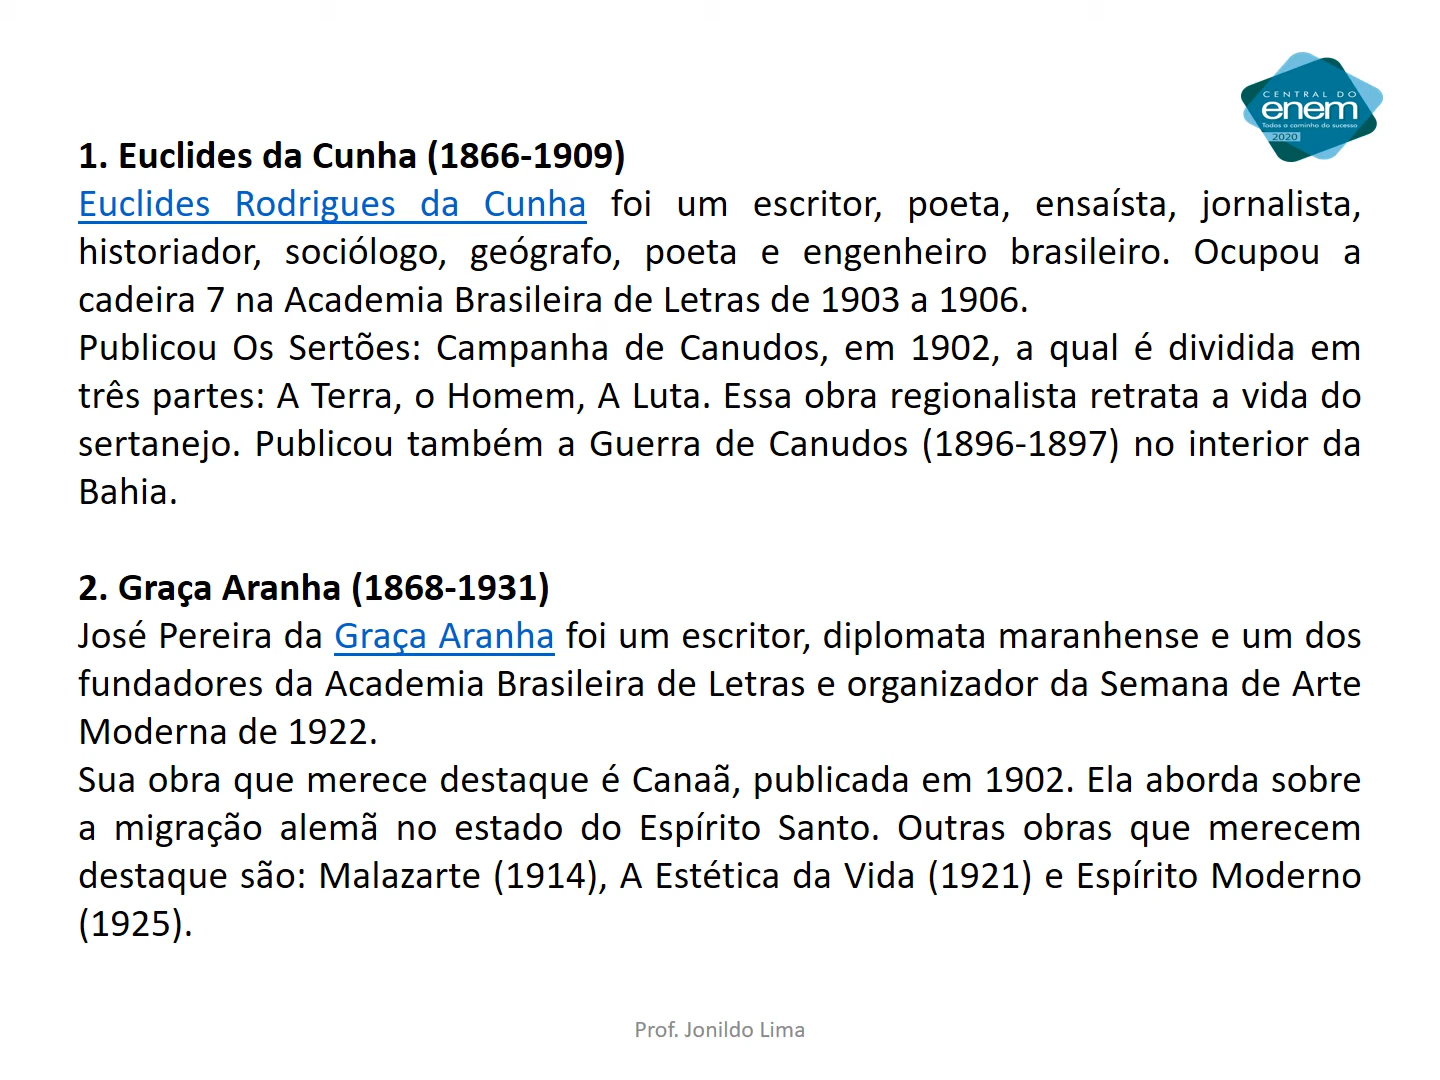 CENTRAL DO
enem
Todos a caminho do sucesso
2020
1. Euclides da Cunha (1866-1909)
Euclides Rodrigues da Cunha foi um escritor, poeta, ensaísta, jornalista,
historiador, sociólogo, geógrafo, poeta e engenheiro brasileiro. Ocupou a
cadeira 7 na Academia Brasileira de Letras de 1903 a 1906.
Publicou Os Sertões: Campanha de Canudos, em 1902, a qual é dividida em
três partes: A Terra, o Homem, A Luta. Essa obra regionalista retrata a vida do
sertanejo. Publicou também a Guerra de Canudos (1896-1897) no interior da
Bahia.
2. Graça Aranha (1868-1931)
José Pereira da Graça Aranha foi um escritor, diplomata maranhense e um dos
fundadores da Academia Brasileira de Letras e organizador da Semana de Arte
Moderna de 1922.
Sua obra que merece destaque é Canaã, publicada em 1902. Ela aborda sobre
a migração alemã no estado do Espírito Santo. Outras obras que merecem
destaque são: Malazarte (1914), A Estética da Vida (1921) e Espírito Moderno
(1925).
Prof. Jonildo Lima